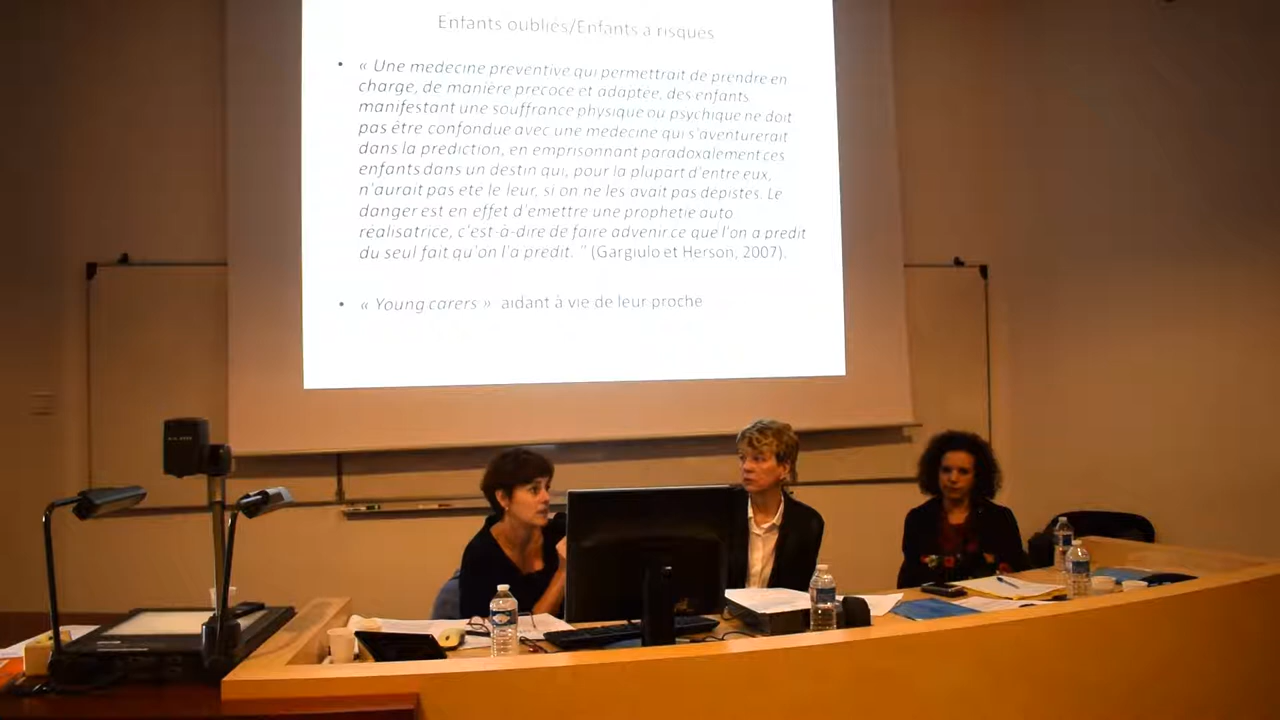 Enfants oubliés/Enfants a risques
• « Une medecine preventive qui permettrait de prendre en
charge, de manière precoce et adaptée, des enfants
manifestant une souffrance physique ou psychique ne doit
pas être confondue avec une medecine qui s'aventurerait
dans la prediction, en emprisonnant paradoxalement ces
enfants dans un destin qui, pour la plupart d'entre eux,
n'aurait pas ete le leur, si on ne les avait pas depistes. Le
danger est en effet d'emettre une prophetie auto
réalisatrice, c'est-à-dire de faire advenir ce que l'on a predit
du seul fait qu'on l'a predit. " (Gargiulo et Herson, 2007).
• « Young carers » aidant à vie de leur proche